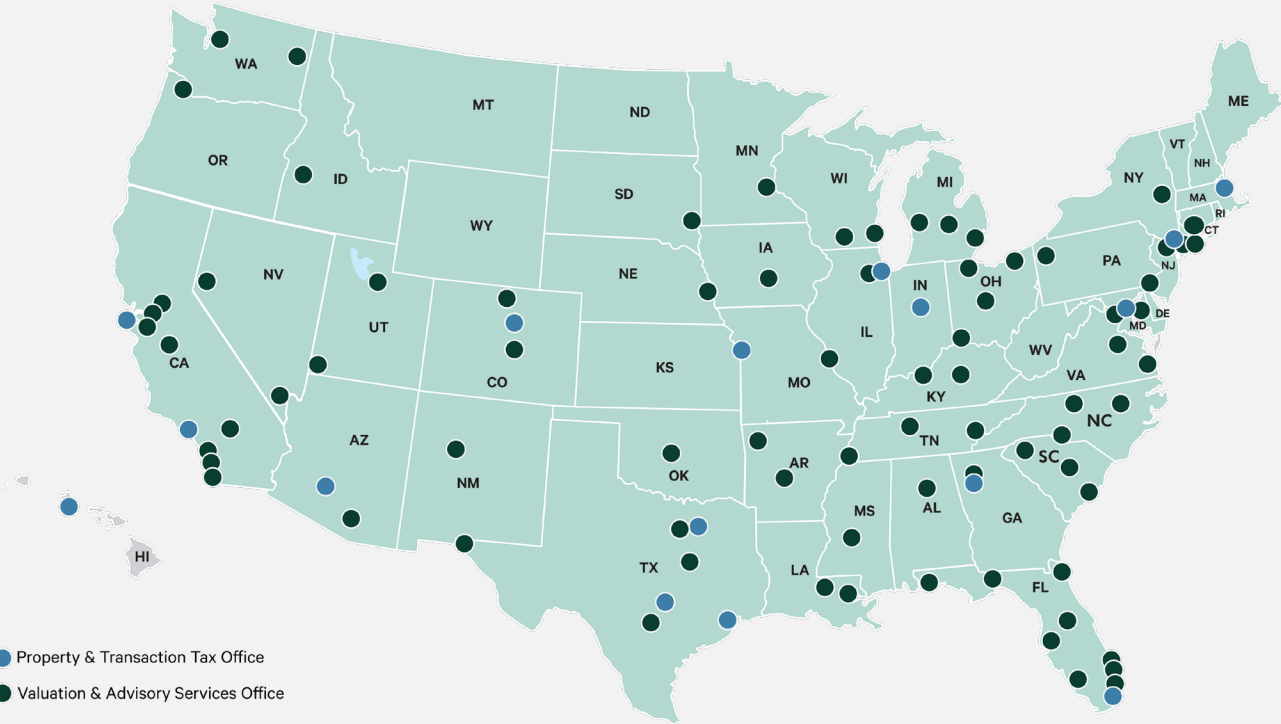 WA
ME
MT
ND
VT
MN
OR
NH
NY
ID
WI
MI
SD
MA
RI
WY
CT
IA
PA
NJ
NV
NE
OH
IN
DE
MD
UT
IL
WV
CA
KS
VA
CO
MO
KY
NC
AZ
TN
SC
AR
OK
NM
MS
AL
GA
HI
TX
LA
FL
Property & Transaction Tax Office
Valuation & Advisory Services Office